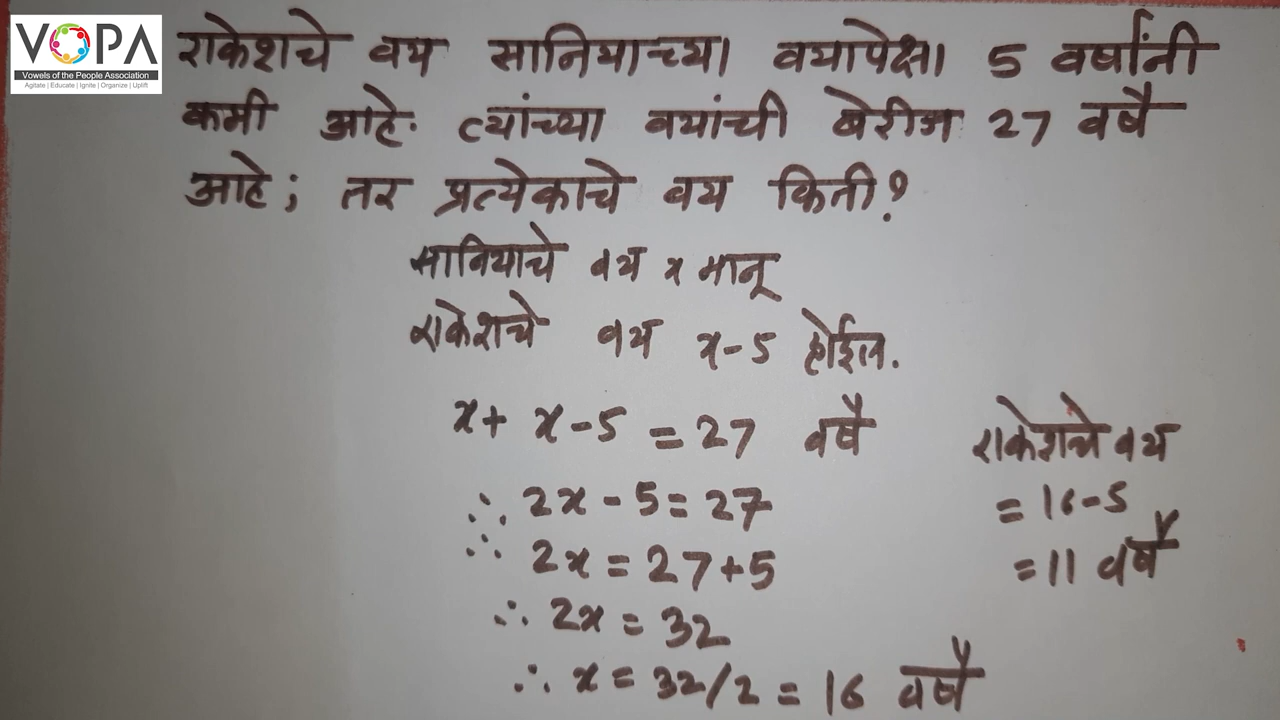 VOPA
Vowels of the People Association
Agitate | Educate | Ignite | Organize | Uplift
राकेशचे वय सानियाच्या वयापेक्षा 5 वर्षांनी
कमी आहे. त्यांच्या वयांची बेरीज 27 वर्षे
आहे; तर प्रत्येकाचे वय किती?
सानियाचे वय x मानू
राकेशचे वय x-5 होईल.
x + x - 5 = 27 वर्षे
∴ 2x - 5 = 27
∴ 2x = 27+5
∴ 2x = 32
∴ x = 32/2 = 16 वर्षे
राकेशचे वय
= 16-5
= 11 वर्षे